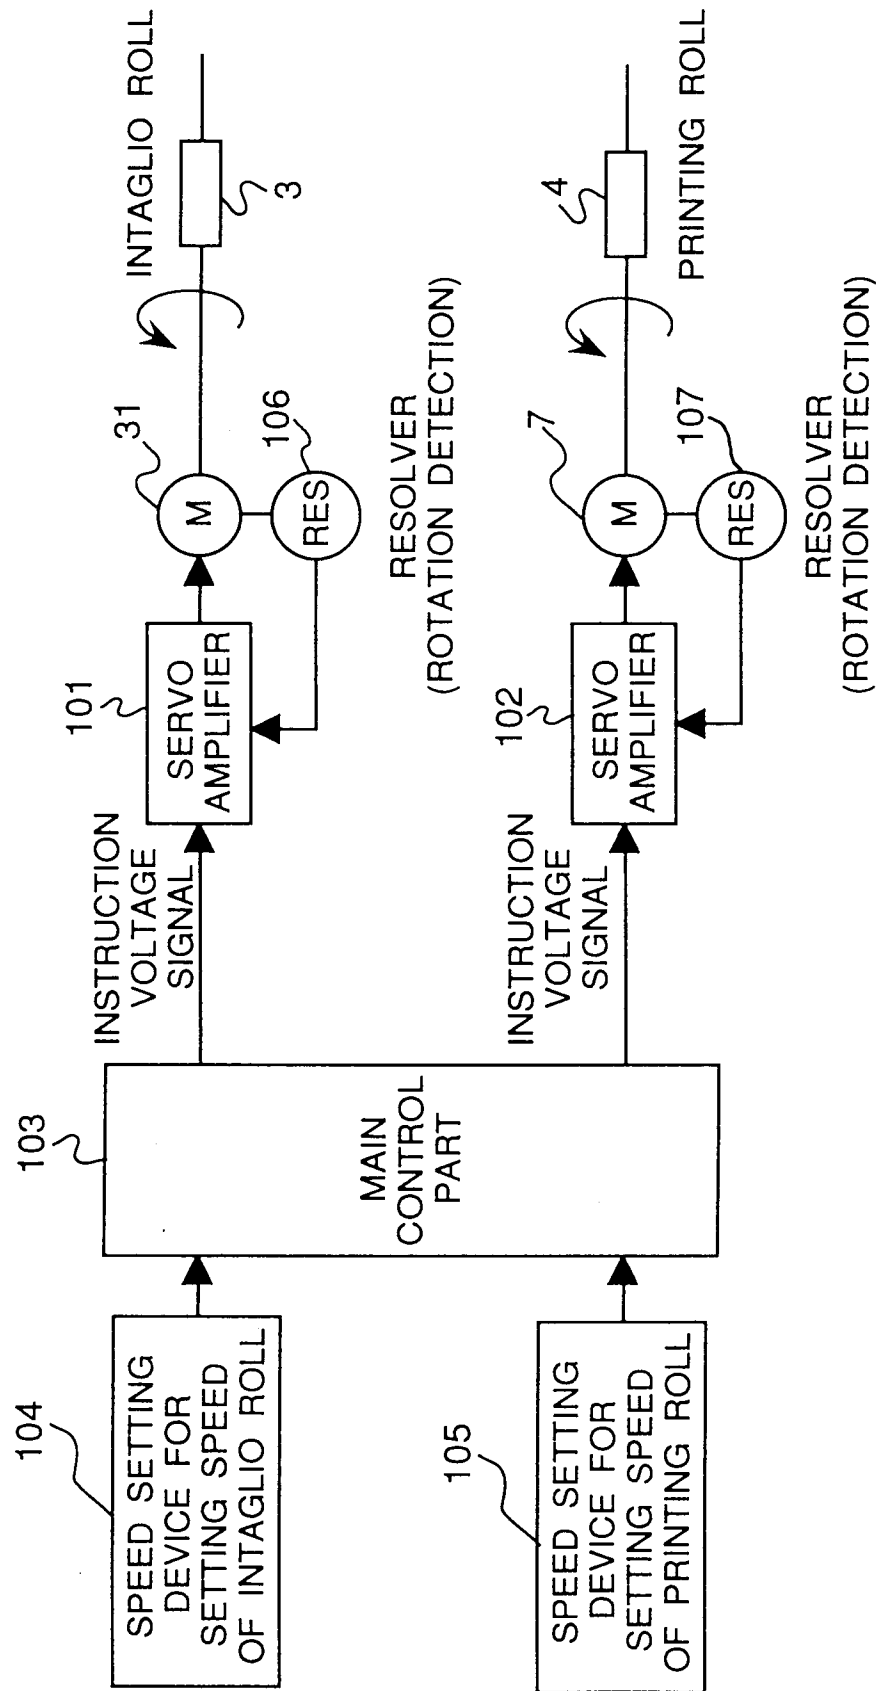 104
SPEED SETTING
DEVICE FOR
SETTING SPEED
OF INTAGLIO ROLL
103
MAIN
CONTROL
PART
INSTRUCTION
VOLTAGE
SIGNAL
101
SERVO
AMPLIFIER
31
M
106
RES
RESOLVER
(ROTATION DETECTION)
INTAGLIO ROLL
3
105
SPEED SETTING
DEVICE FOR
SETTING SPEED
OF PRINTING ROLL
INSTRUCTION
VOLTAGE
SIGNAL
102
SERVO
AMPLIFIER
7
M
107
RES
RESOLVER
(ROTATION DETECTION)
4
PRINTING ROLL